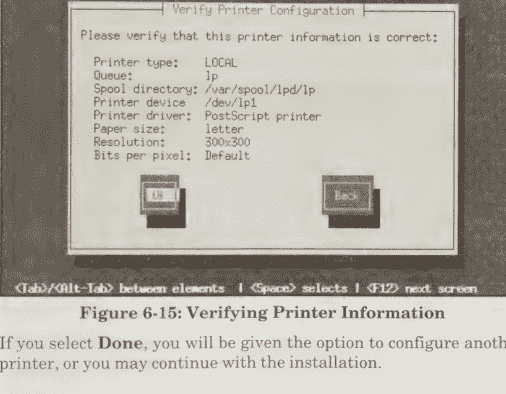 Verify Printer Configuration
Please verify that this printer information is correct:
Printer type: LOCAL
Queue: lp
Spool directory: /var/spool/lpd/lp
Printer device /dev/lp1
Printer driver: PostScript printer
Paper size: letter
Resolution: 300x300
Bits per pixel: Default
<Tab>/<Alt-Tab> between elements | <Space> selects | <F12> next screen
Figure 6-15: Verifying Printer Information
If you select Done, you will be given the option to configure anoth
printer, or you may continue with the installation.